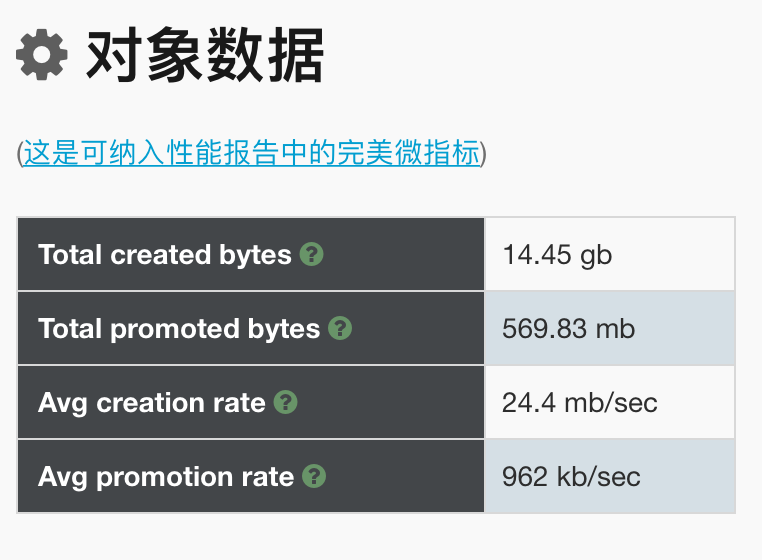 对象数据
(这是可纳入性能报告中的完美微指标)
Total created bytes ? 14.45 gb
Total promoted bytes ? 569.83 mb
Avg creation rate ? 24.4 mb/sec
Avg promotion rate ? 962 kb/sec